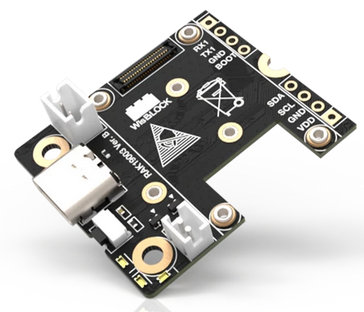 RX1
TX1
GND
BOOT
SDA
SCL
GND
VDD
WisBLOCK
RAK19003 Ver. B